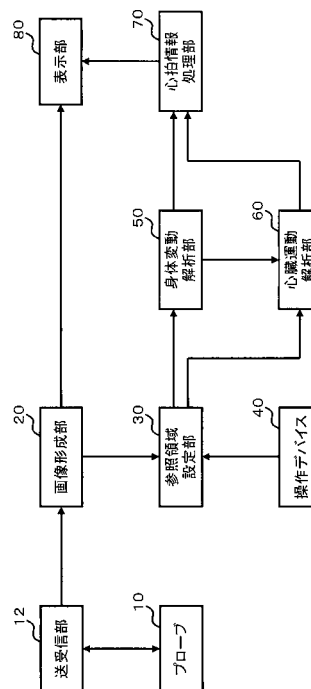 12
送受信部
10
プローブ
20
画像形成部
30
参照領域
設定部
40
操作デバイス
50
身体変動
解析部
60
心臓運動
解析部
80
表示部
70
心拍情報
処理部